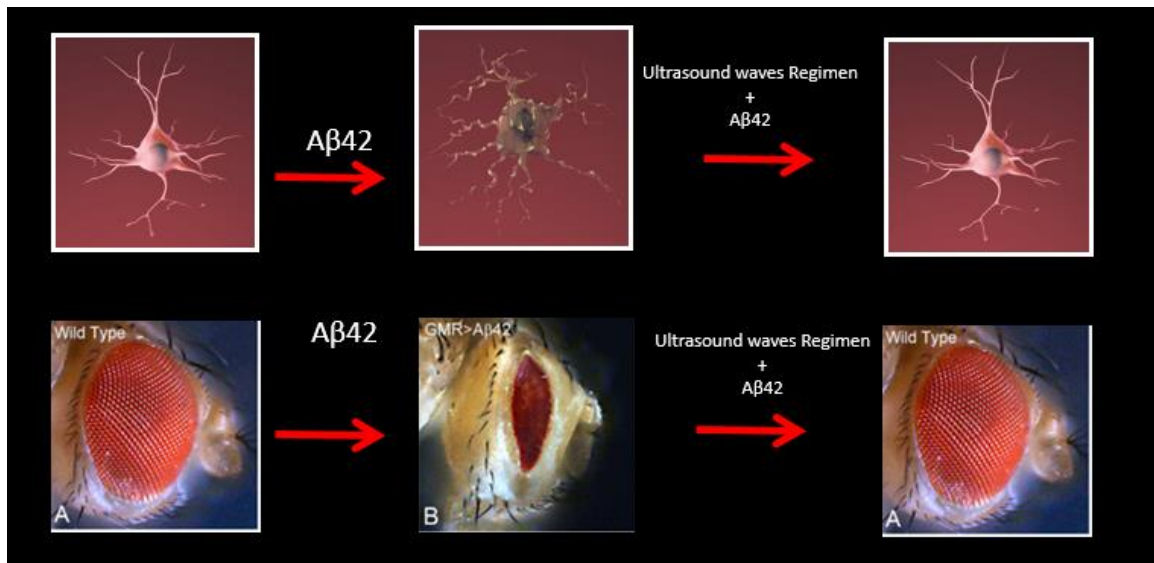 Aβ42
Ultrasound waves Regimen
+
Aβ42
Wild Type
A
Aβ42
GMR>Aβ42
B
Ultrasound waves Regimen
+
Aβ42
Wild Type
A